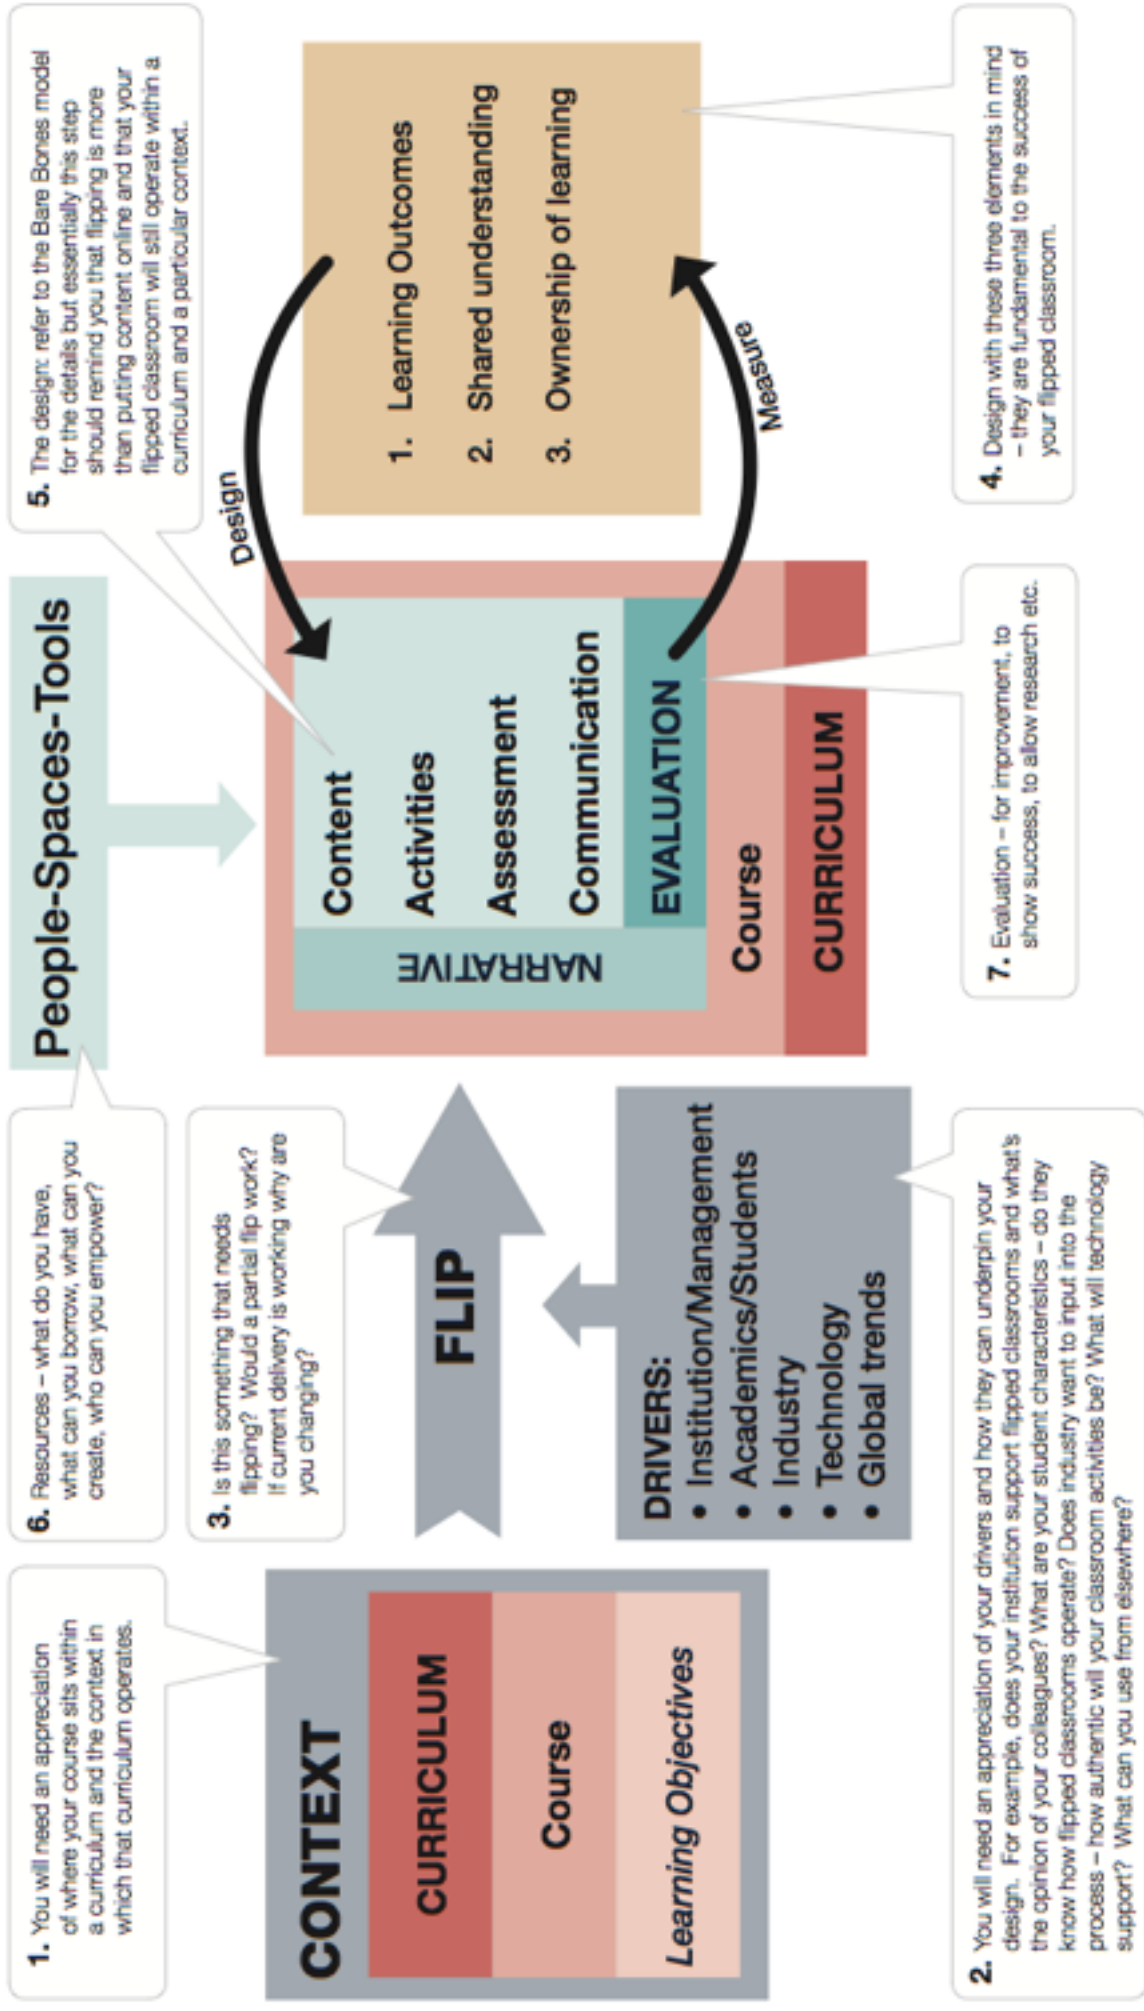 1. You will need an appreciation
of where your course sits within
a curriculum and the context in
which that curriculum operates.
6. Resources – what do you have,
what can you borrow, what can you
create, who can you empower?
People-Spaces-Tools
5. The design: refer to the Bare Bones model
for the details but essentially this step
should remind you that flipping is more
than putting content online and that your
flipped classroom will still operate within a
curriculum and a particular context.
3. Is this something that needs
flipping? Would a partial flip work?
If current delivery is working why are
you changing?
CONTEXT
CURRICULUM
Course
Learning Objectives
FLIP
DRIVERS:
• Institution/Management
• Academics/Students
• Industry
• Technology
• Global trends
NARRATIVE
Content
Activities
Assessment
Communication
EVALUATION
Course
CURRICULUM
Design
1. Learning Outcomes
2. Shared understanding
3. Ownership of learning
Measure
2. You will need an appreciation of your drivers and how they can underpin your
design. For example, does your institution support flipped classrooms and what's
the opinion of your colleagues? What are your student characteristics – do they
know how flipped classrooms operate? Does industry want to input into the
process – how authentic will your classroom activities be? What will technology
support? What can you use from elsewhere?
7. Evaluation – for improvement, to
show success, to allow research etc.
4. Design with these three elements in mind
– they are fundamental to the success of
your flipped classroom.